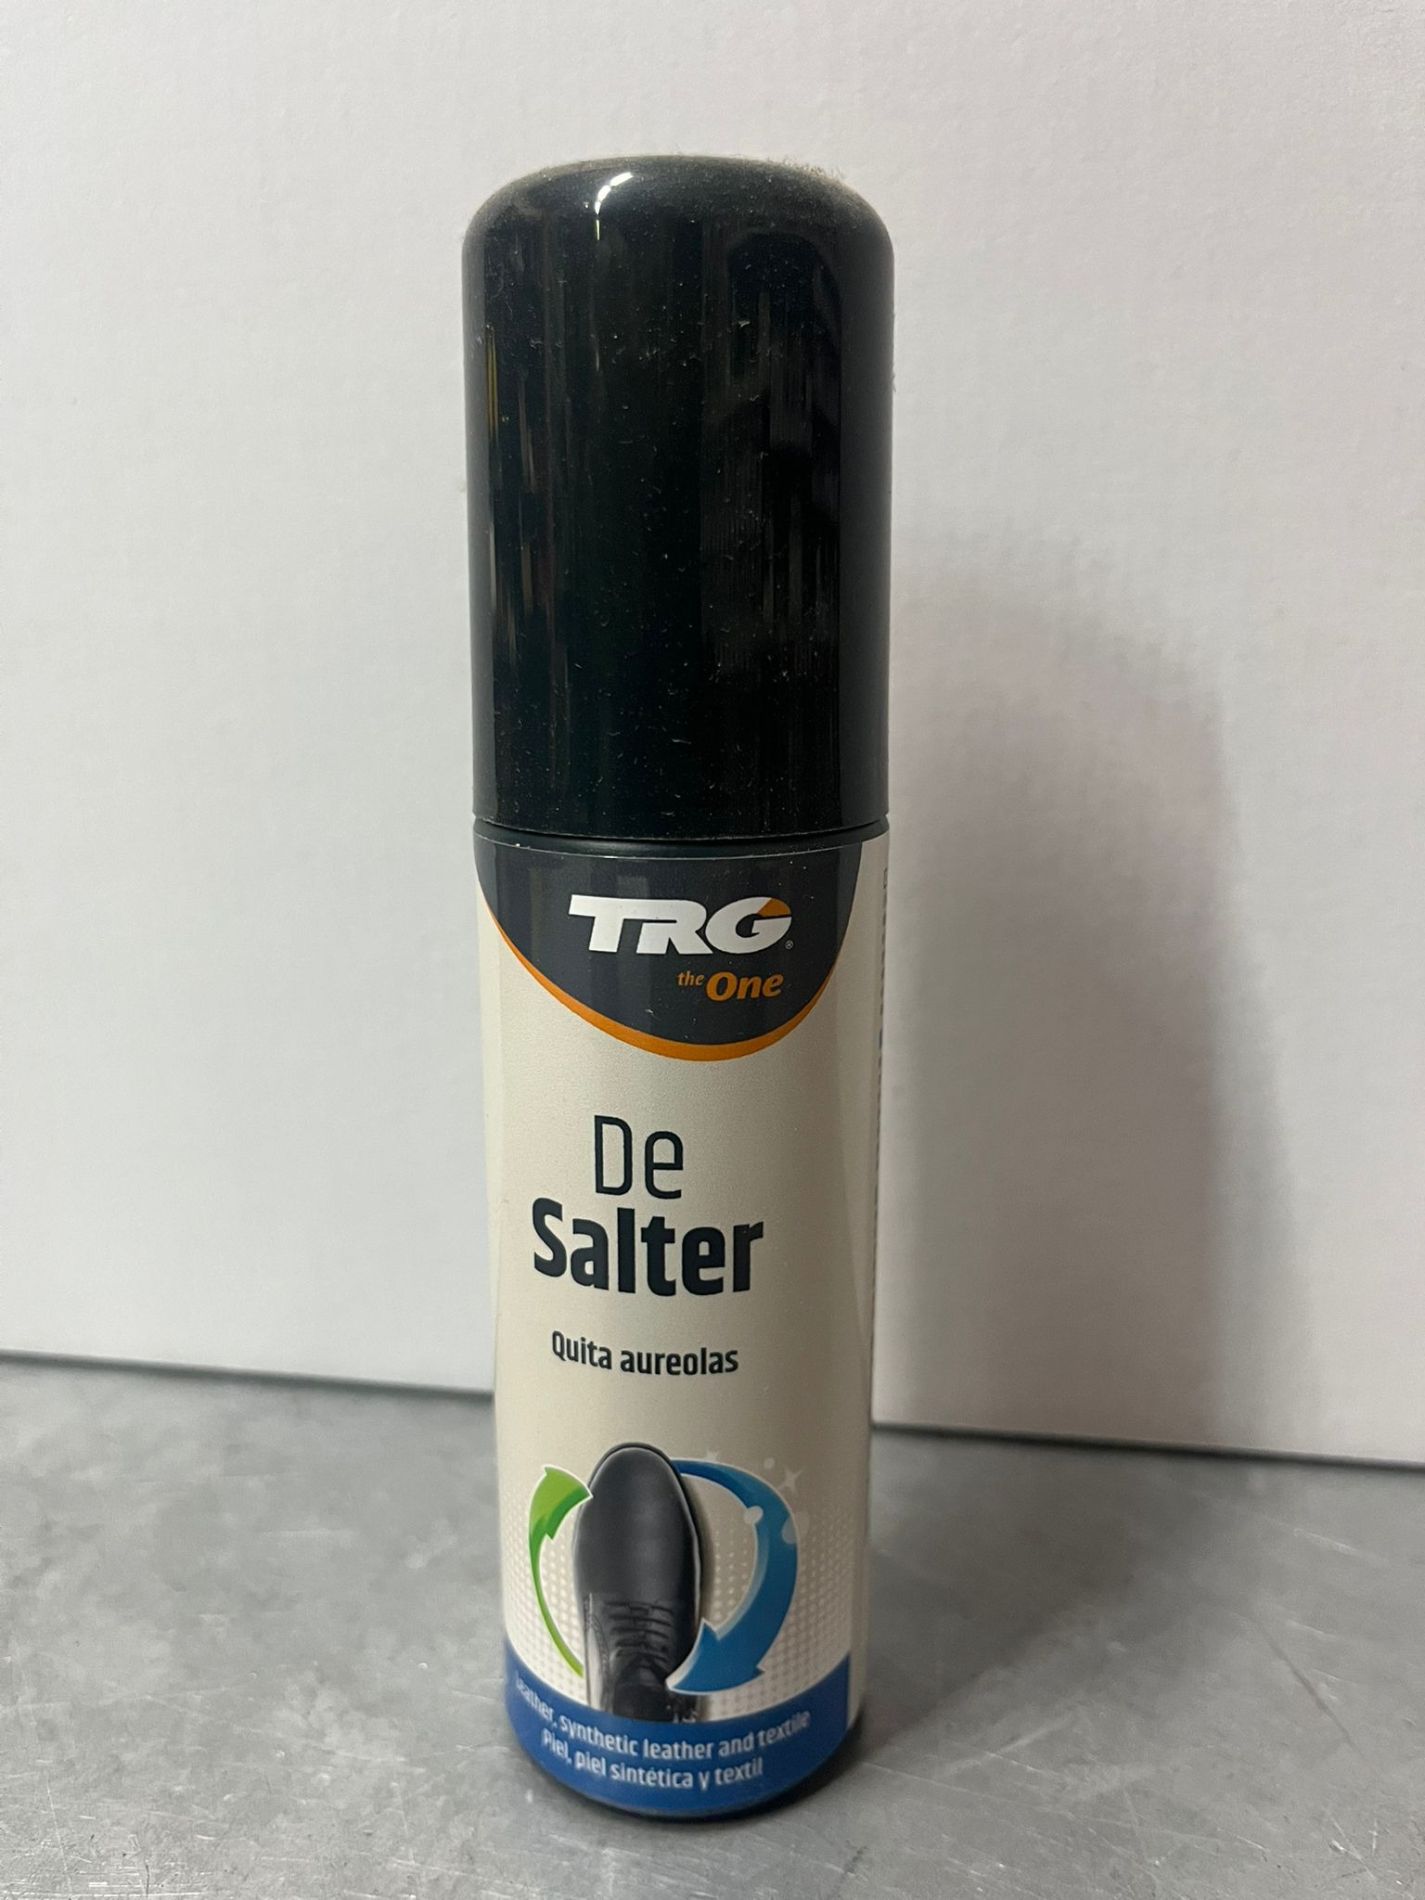 TRG®
the One
De
Salter
Quita aureolas
Leather, synthetic leather and textile
Piel, piel sintética y textil